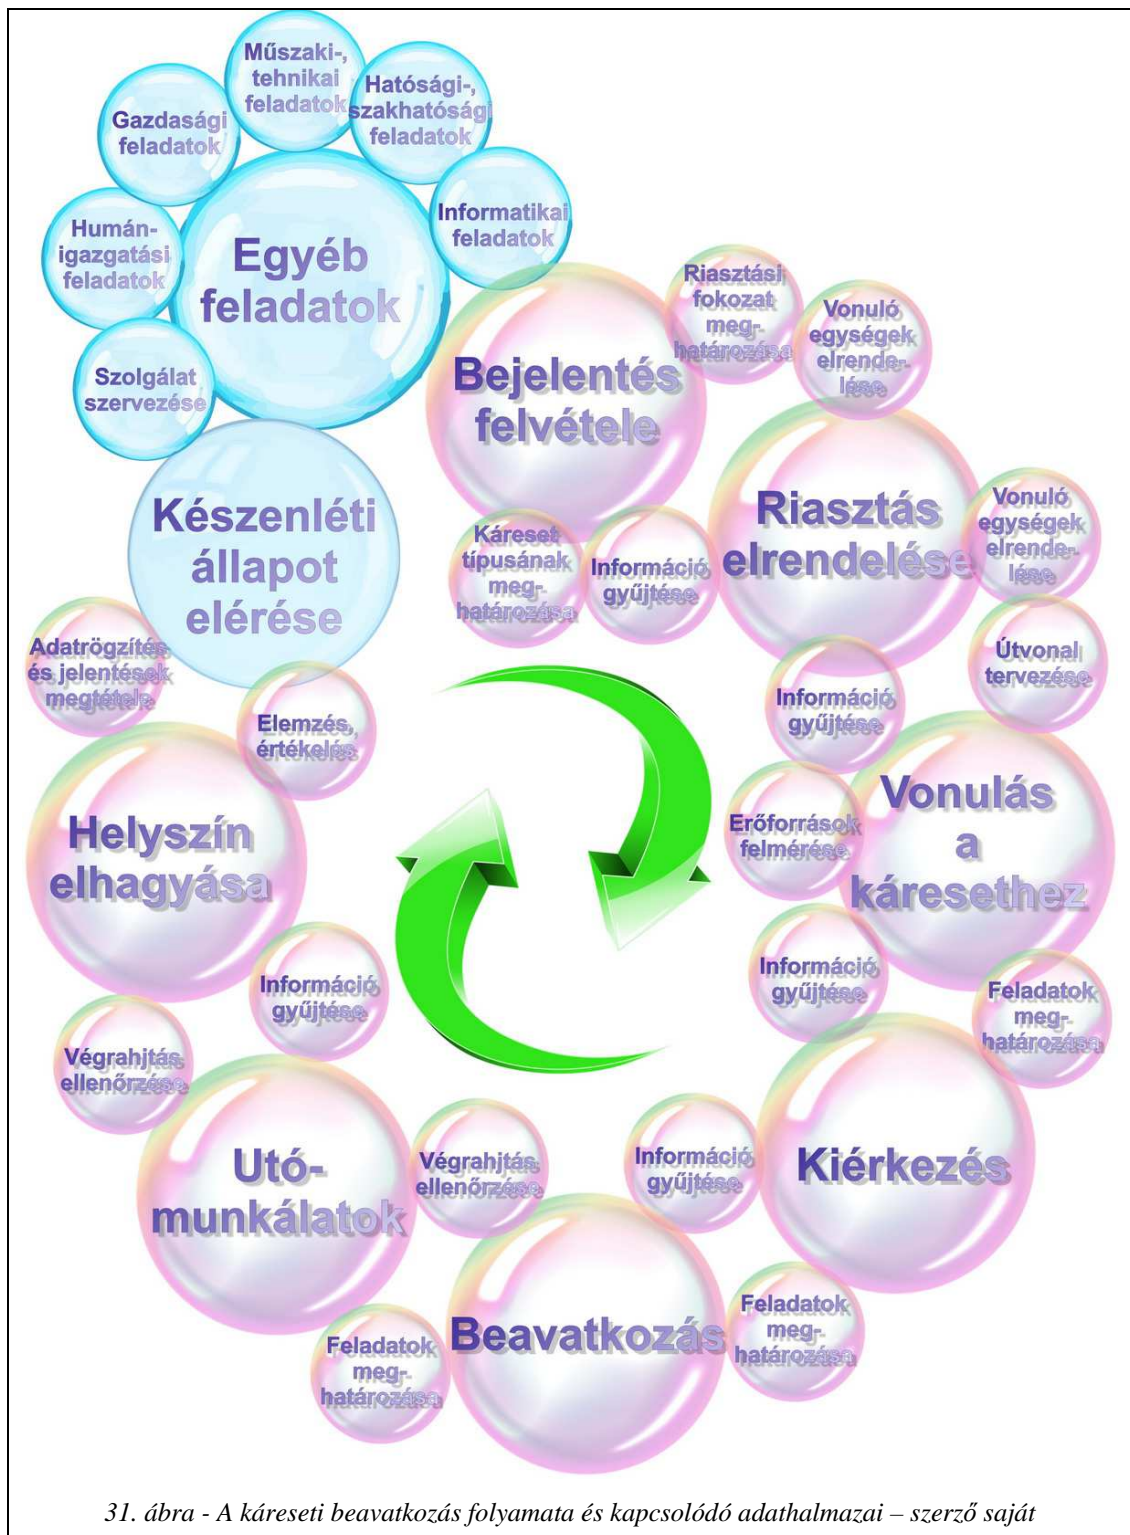 Műszaki-,
tehnikai
feladatok
Hatósági-,
szakhatósági
feladatok
Gazdasági
feladatok
Informatikai
feladatok
Humán-
igazgatási
feladatok
Egyéb
feladatok
Szolgálat
szervezése
Készenléti
állapot
elérése
Bejelentés
felvétele
Riasztási
fokozat
meg-
határozása
Vonuló
egységek
elrende-
lése
Káreset
típusának
meg-
határozása
Információ
gyűjtése
Riasztás
elrendelése
Vonuló
egységek
elrende-
lése
Útvonal
tervezése
Információ
gyűjtése
Vonulás
a
káresethez
Erőforrások
felmérése
Információ
gyűjtése
Feladatok
meg-
határozása
Kiérkezés
Információ
gyűjtése
Feladatok
meg-
határozása
Beavatkozás
Végrahjtás
ellenőrzése
Feladatok
meg-
határozása
Utó-
munkálatok
Végrahjtás
ellenőrzése
Információ
gyűjtése
Helyszín
elhagyása
Adatrögzítés
és jelentések
megtétele
Elemzés,
értékelés
31. ábra - A káreseti beavatkozás folyamata és kapcsolódó adathalmazai – szerző saját